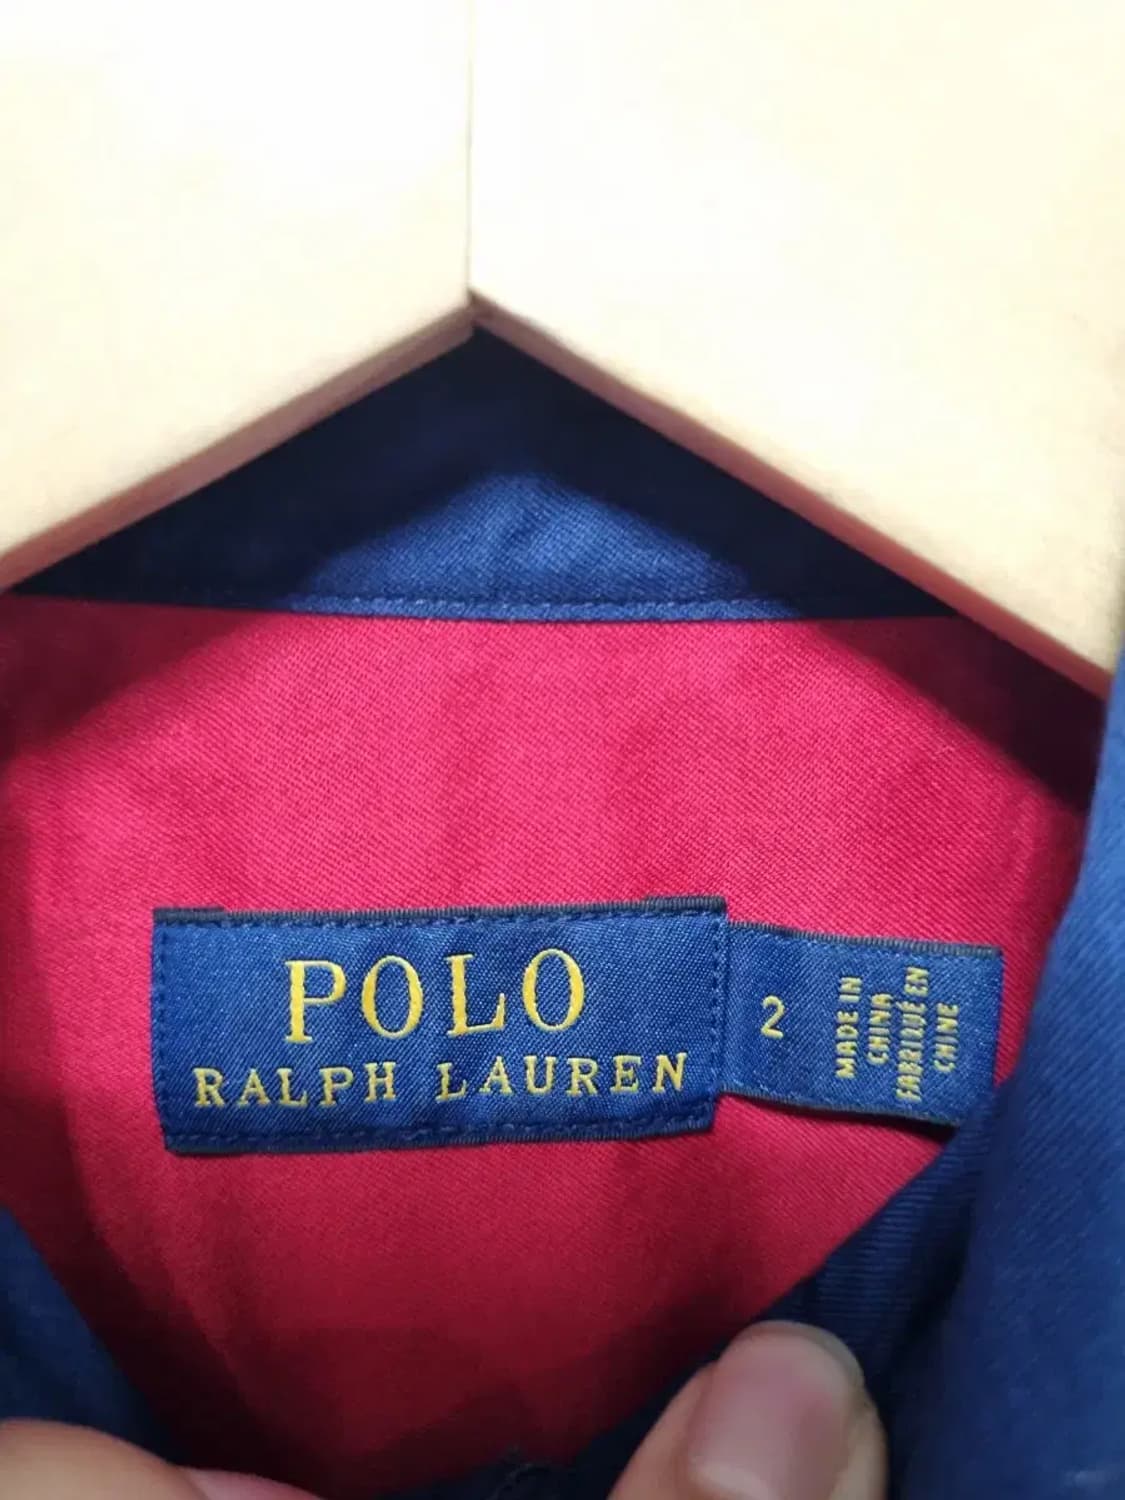 POLO
RALPH LAUREN
2
MADE IN
CHINA
FABRIQUÉ EN
CHINE